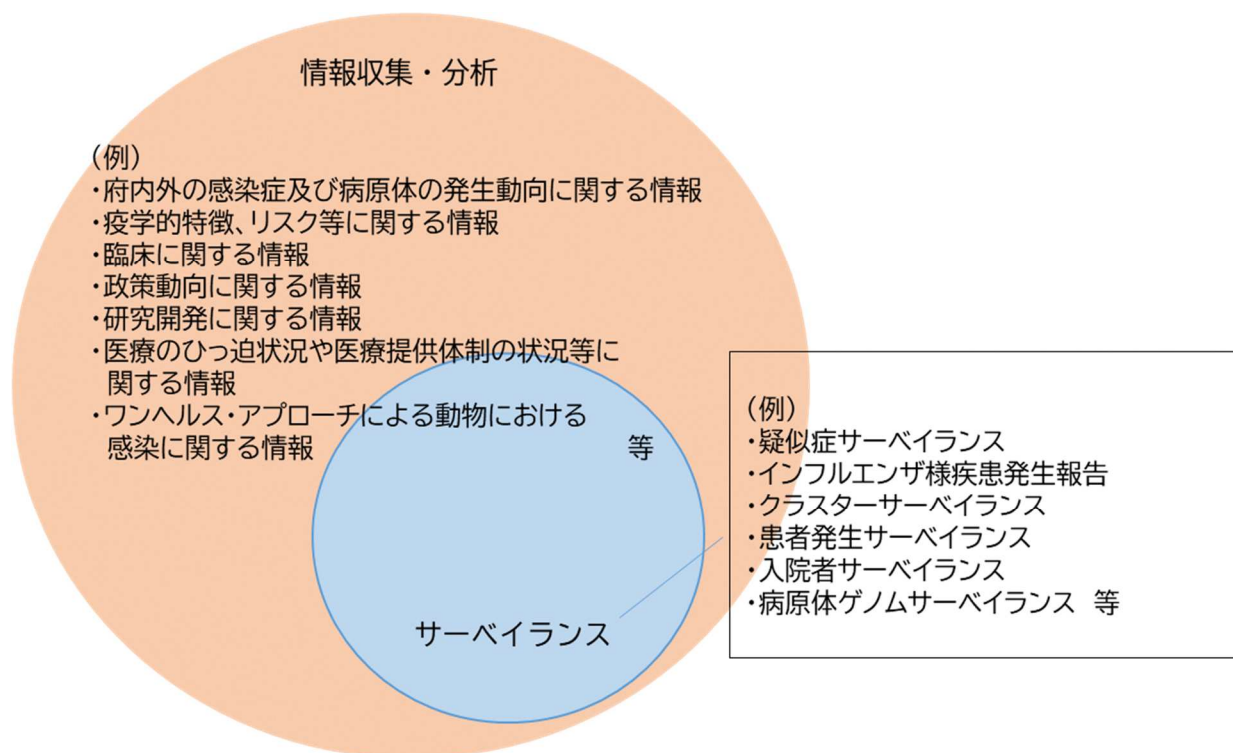 情報収集・分析
(例)
・府内外の感染症及び病原体の発生動向に関する情報
・疫学的特徴、リスク等に関する情報
・臨床に関する情報
・政策動向に関する情報
・研究開発に関する情報
・医療のひっ迫状況や医療提供体制の状況等に
関する情報
・ワンヘルス・アプローチによる動物における
感染に関する情報 等
サーベイランス
(例)
・疑似症サーベイランス
・インフルエンザ様疾患発生報告
・クラスターサーベイランス
・患者発生サーベイランス
・入院者サーベイランス
・病原体ゲノムサーベイランス 等